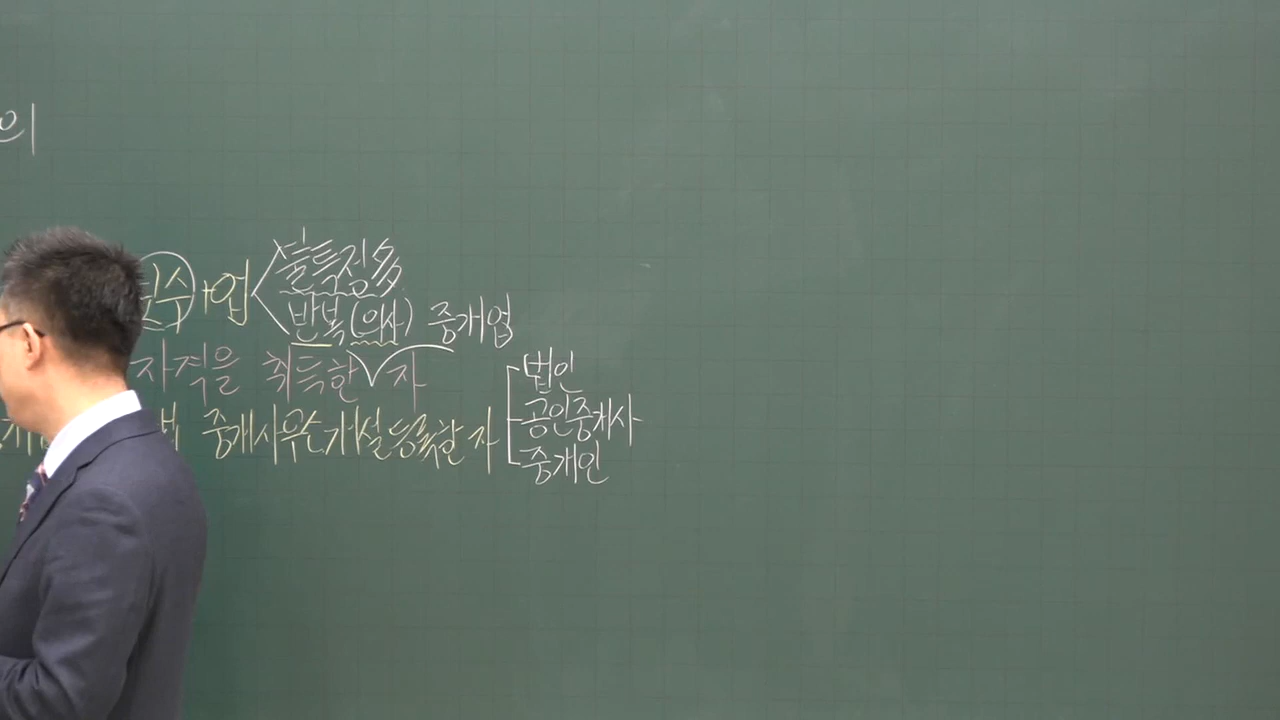 의
보수 + 업
불특정多
반복(의사) 중개업
자격을 취득한 자
법 중개사무소개설등록한 자
법인
공인중개사
중개인